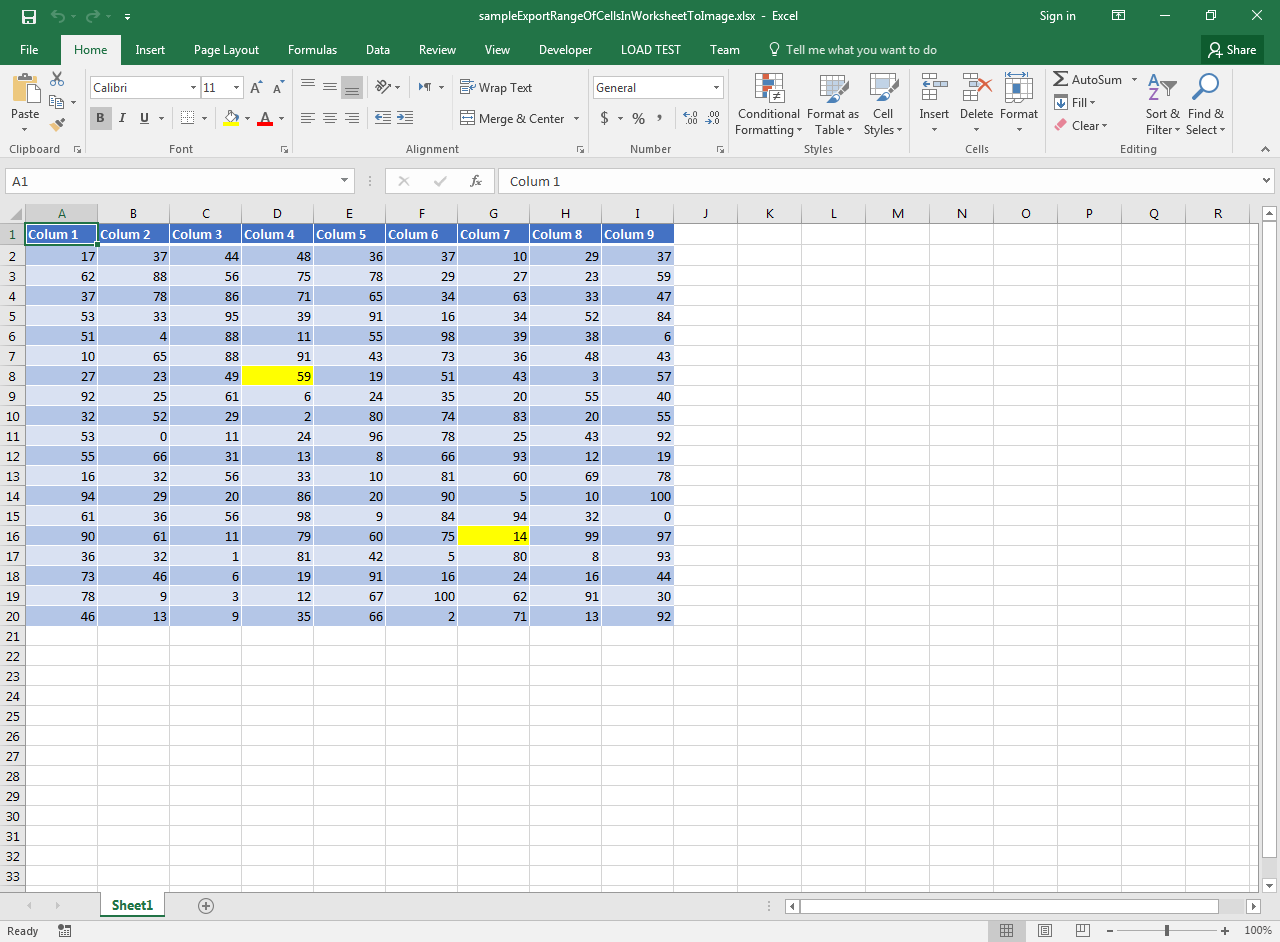 sampleExportRangeOfCellsInWorksheetToImage.xlsx - Excel
Sign in
File Home Insert Page Layout Formulas Data Review View Developer LOAD TEST Team Tell me what you want to do Share
Paste
Clipboard
Calibri 11 A A
B I U A
Font
Wrap Text
Merge & Center
Alignment
General
$ % , .0 .00 .00 .0
Number
Conditional Formatting Format as Table Cell Styles
Styles
Insert Delete Format
Cells
AutoSum
Fill
Clear
A Z Sort & Filter Find & Select
Editing
A1 fx Colum 1
A B C D E F G H I J K L M N O P Q R
1 Colum 1 Colum 2 Colum 3 Colum 4 Colum 5 Colum 6 Colum 7 Colum 8 Colum 9
2 17 37 44 48 36 37 10 29 37
3 62 88 56 75 78 29 27 23 59
4 37 78 86 71 65 34 63 33 47
5 53 33 95 39 91 16 34 52 84
6 51 4 88 11 55 98 39 38 6
7 10 65 88 91 43 73 36 48 43
8 27 23 49 59 19 51 43 3 57
9 92 25 61 6 24 35 20 55 40
10 32 52 29 2 80 74 83 20 55
11 53 0 11 24 96 78 25 43 92
12 55 66 31 13 8 66 93 12 19
13 16 32 56 33 10 81 60 69 78
14 94 29 20 86 20 90 5 10 100
15 61 36 56 98 9 84 94 32 0
16 90 61 11 79 60 75 14 99 97
17 36 32 1 81 42 5 80 8 93
18 73 46 6 19 91 16 24 16 44
19 78 9 3 12 67 100 62 91 30
20 46 13 9 35 66 2 71 13 92
21
22
23
24
25
26
27
28
29
30
31
32
33
Sheet1
Ready 100%